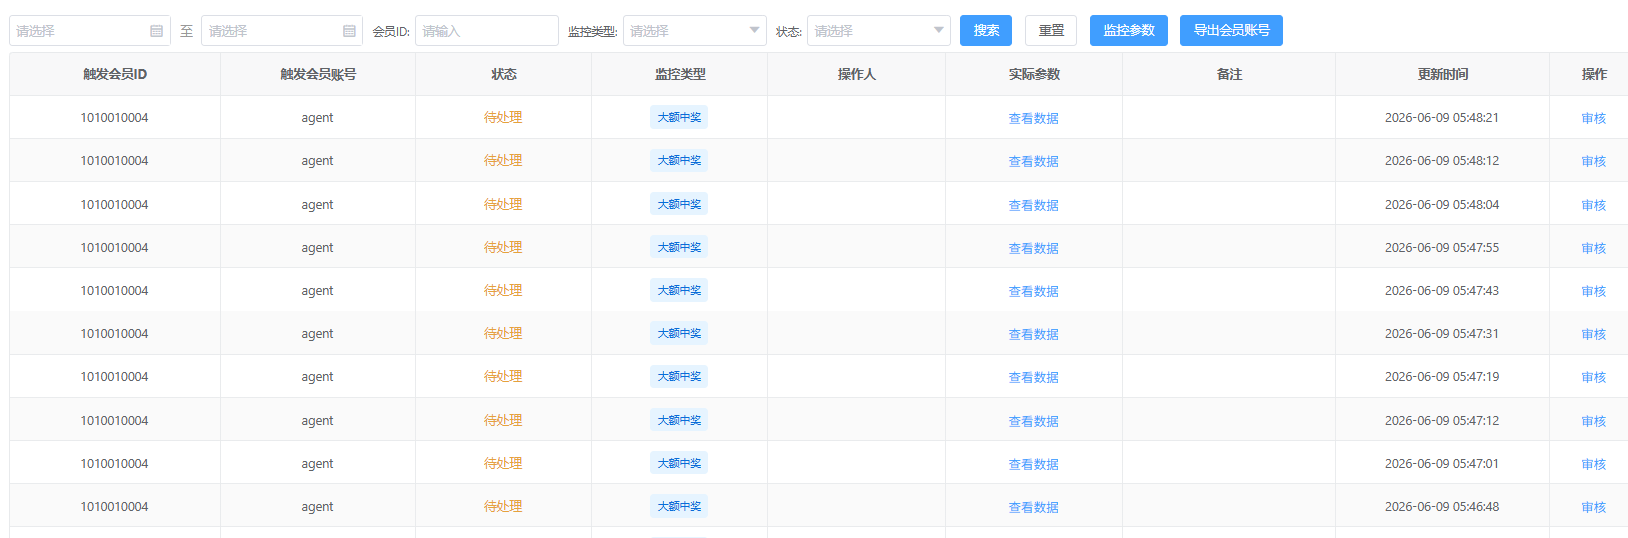 请选择 至 请选择 会员ID: 请输入 监控类型: 请选择 状态: 请选择 搜索 重置 监控参数 导出会员账号
触发会员ID 触发会员账号 状态 监控类型 操作人 实际参数 备注 更新时间 操作
1010010004 agent 待处理 大额中奖 查看数据 2026-06-09 05:48:21 审核
1010010004 agent 待处理 大额中奖 查看数据 2026-06-09 05:48:12 审核
1010010004 agent 待处理 大额中奖 查看数据 2026-06-09 05:48:04 审核
1010010004 agent 待处理 大额中奖 查看数据 2026-06-09 05:47:55 审核
1010010004 agent 待处理 大额中奖 查看数据 2026-06-09 05:47:43 审核
1010010004 agent 待处理 大额中奖 查看数据 2026-06-09 05:47:31 审核
1010010004 agent 待处理 大额中奖 查看数据 2026-06-09 05:47:19 审核
1010010004 agent 待处理 大额中奖 查看数据 2026-06-09 05:47:12 审核
1010010004 agent 待处理 大额中奖 查看数据 2026-06-09 05:47:01 审核
1010010004 agent 待处理 大额中奖 查看数据 2026-06-09 05:46:48 审核